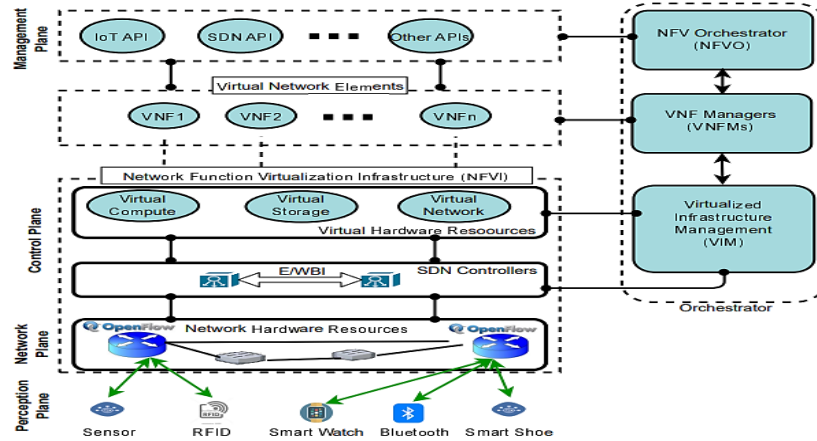 Management
Plane
IoT API
SDN API
Other APIs
NFV Orchestrator
(NFVO)
Virtual Network Elements
VNF1
VNF2
VNFn
VNF Managers
(VNFMs)
Network Function Virtualization Infrastructure (NFVI)
Control Plane
Virtual
Compute
Virtual
Storage
Virtual
Network
Virtual Hardware Resoources
Virtualized
Infrastructure
Management
(VIM)
E/WBI
SDN Controllers
Orchestrator
Network
Plane
OpenFlow
Network Hardware Resources
OpenFlow
Perception
Plane
RFID
Sensor
RFID
Smart Watch
Bluetooth
Smart Shoe